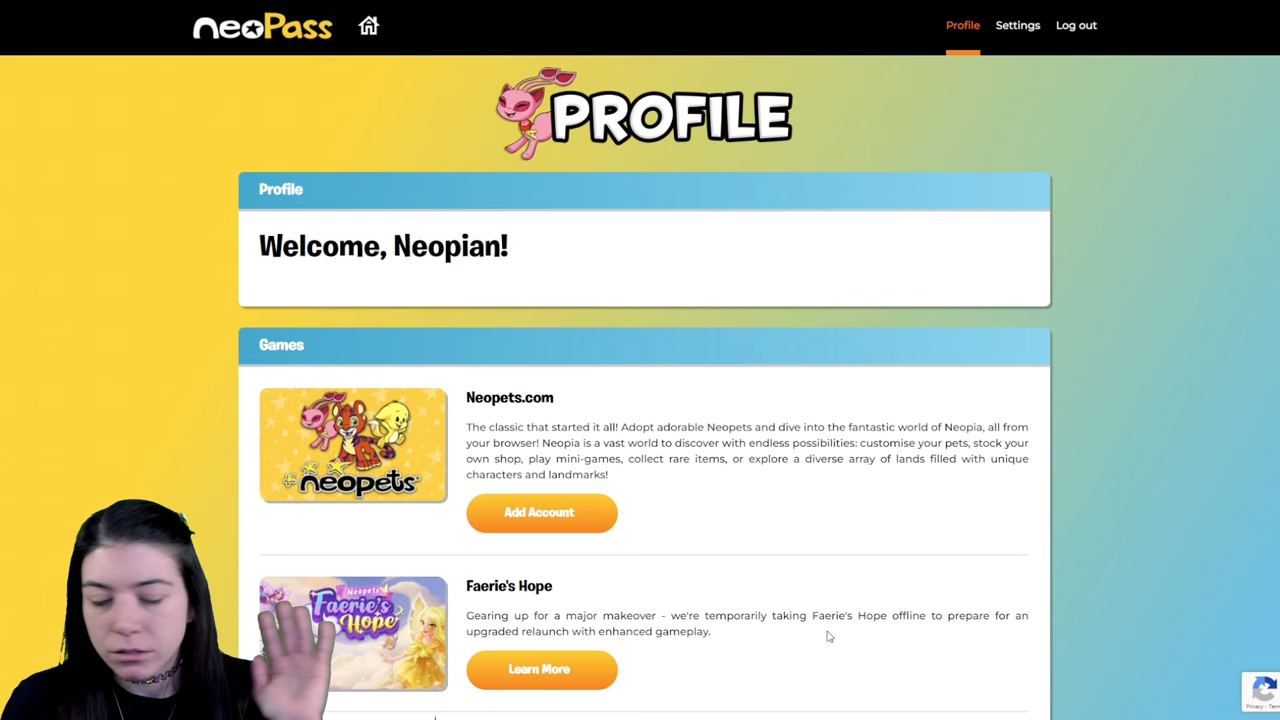 neoPass
Profile
Settings
Log out
PROFILE
Profile
Welcome, Neopian!
Games
neopets
Neopets.com
The classic that started it all! Adopt adorable Neopets and dive into the fantastic world of Neopia, all from
your browser! Neopia is a vast world to discover with endless possibilities: customise your pets, stock your
own shop, play mini-games, collect rare items, or explore a diverse array of lands filled with unique
characters and landmarks!
Add Account
Neopets
Faerie's
Hope
Faerie's Hope
Gearing up for a major makeover - we're temporarily taking Faerie's Hope offline to prepare for an
upgraded relaunch with enhanced gameplay.
Learn More
Privacy - Term